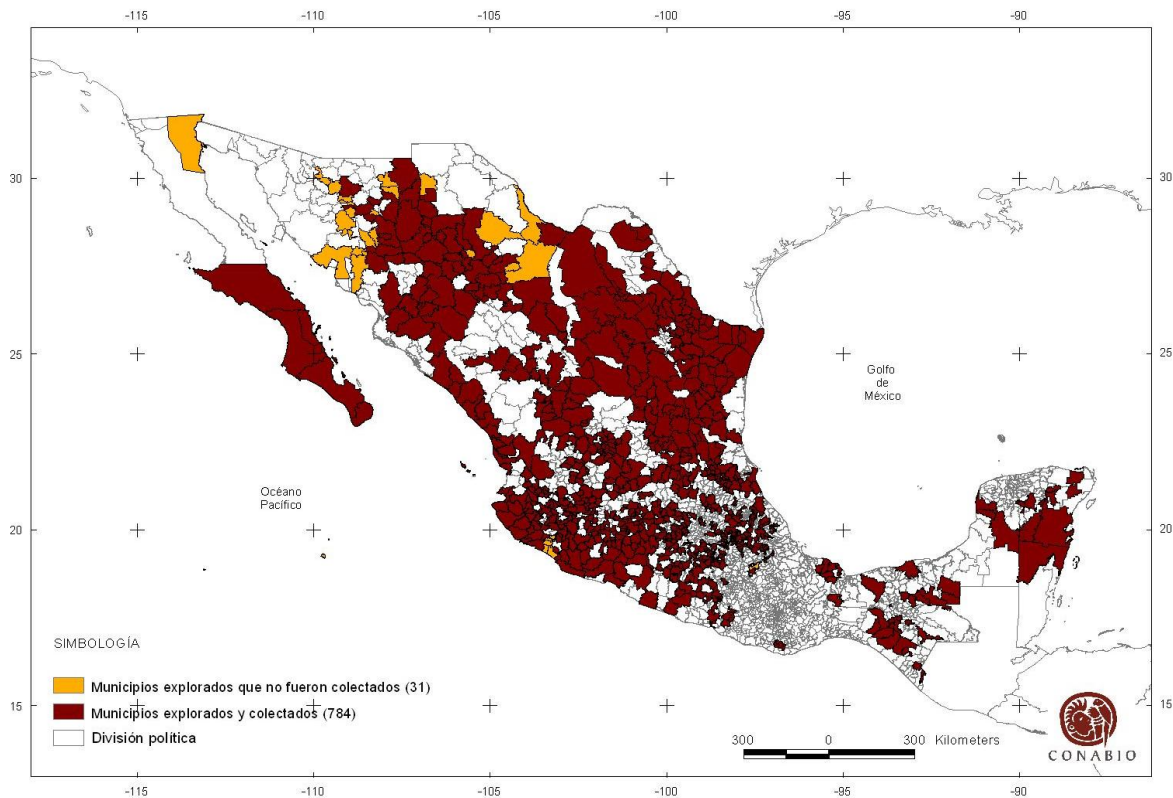 -115 -110 -105 -100 -95 -90
30 30
25 25
Golfo
de
México
Océano
Pacífico
20 20
SIMBOLOGÍA
Municipios explorados que no fueron colectados (31)
Municipios explorados y colectados (784)
División política
15 15
300 0 300 Kilometers
CONABIO
-115 -110 -105 -100 -95 -90